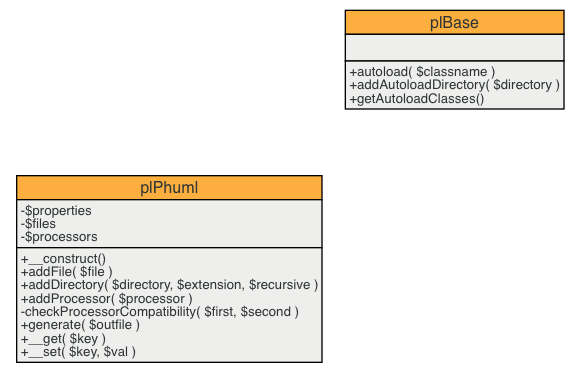 plBase
+autoload( $classname )
+addAutoloadDirectory( $directory )
+getAutoloadClasses()
plPhuml
-$properties
-$files
-$processors
+__construct()
+addFile( $file )
+addDirectory( $directory, $extension, $recursive )
+addProcessor( $processor )
-checkProcessorCompatibility( $first, $second )
+generate( $outfile )
+__get( $key )
+__set( $key, $val )